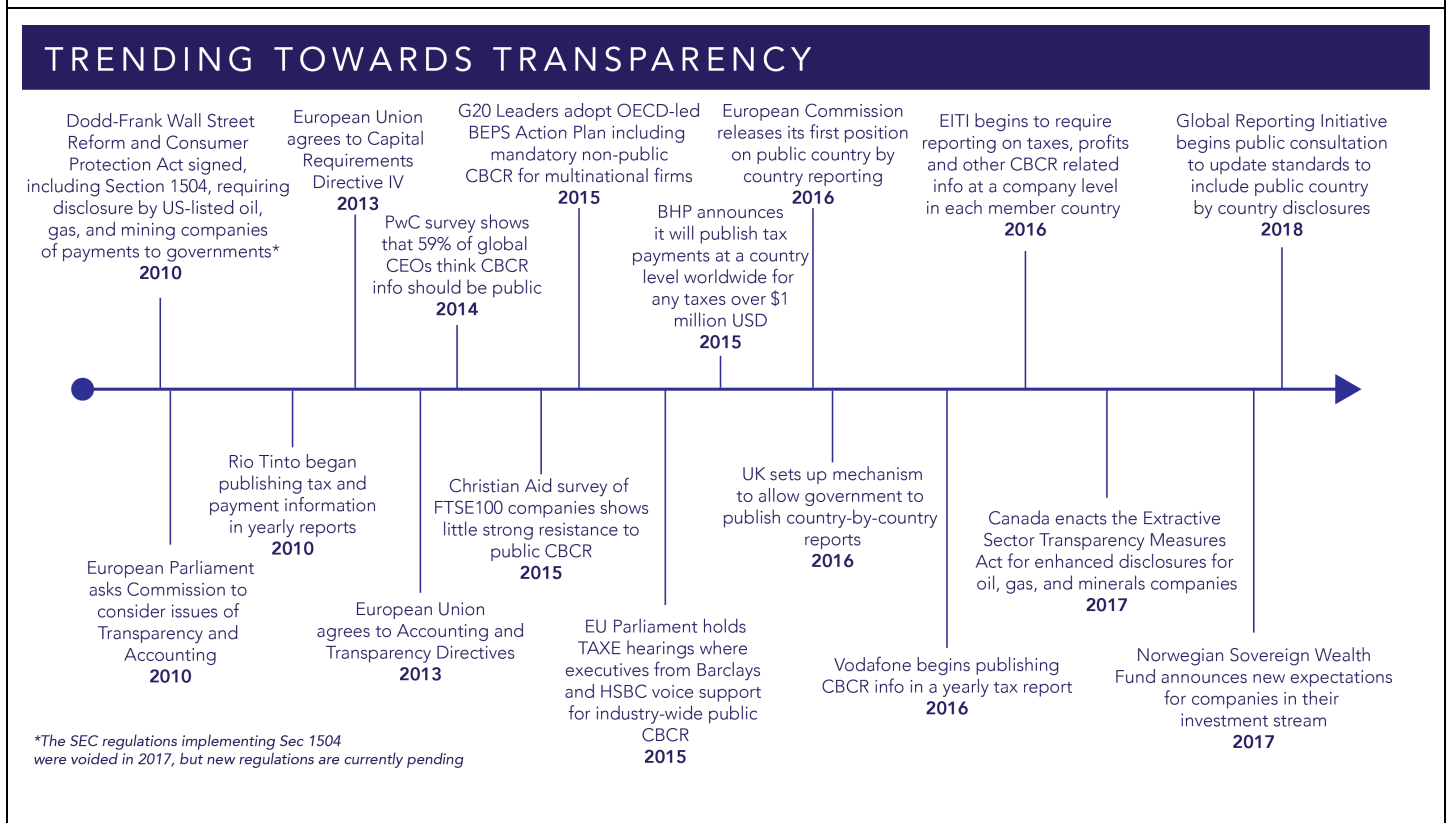 TRENDING TOWARDS TRANSPARENCY
Dodd-Frank Wall Street
Reform and Consumer
Protection Act signed,
including Section 1504, requiring
disclosure by US-listed oil,
gas, and mining companies
of payments to governments*
2010
European Union
agrees to Capital
Requirements
Directive IV
2013
PwC survey shows
that 59% of global
CEOs think CBCR
info should be public
2014
G20 Leaders adopt OECD-led
BEPS Action Plan including
mandatory non-public
CBCR for multinational firms
2015
BHP announces
it will publish tax
payments at a country
level worldwide for
any taxes over $1
million USD
2015
European Commission
releases its first position
on public country by
country reporting
2016
EITI begins to require
reporting on taxes, profits
and other CBCR related
info at a company level
in each member country
2016
Global Reporting Initiative
begins public consultation
to update standards to
include public country
by country disclosures
2018
European Parliament
asks Commission to
consider issues of
Transparency and
Accounting
2010
Rio Tinto began
publishing tax and
payment information
in yearly reports
2010
European Union
agrees to Accounting and
Transparency Directives
2013
Christian Aid survey of
FTSE100 companies shows
little strong resistance to
public CBCR
2015
EU Parliament holds
TAXE hearings where
executives from Barclays
and HSBC voice support
for industry-wide public
CBCR
2015
UK sets up mechanism
to allow government to
publish country-by-country
reports
2016
Vodafone begins publishing
CBCR info in a yearly tax report
2016
Canada enacts the Extractive
Sector Transparency Measures
Act for enhanced disclosures for
oil, gas, and minerals companies
2017
Norwegian Sovereign Wealth
Fund announces new expectations
for companies in their
investment stream
2017
*The SEC regulations implementing Sec 1504
were voided in 2017, but new regulations are currently pending